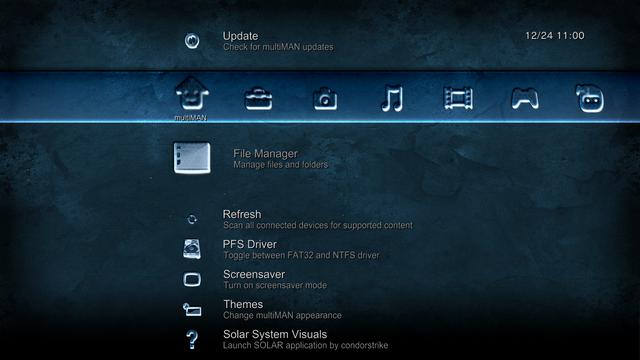 Update
Check for multiMAN updates
12/24 11:00
multiMAN
File Manager
Manage files and folders
Refresh
Scan all connected devices for supported content
PFS Driver
Toggle between FAT32 and NTFS driver
Screensaver
Turn on screensaver mode
Themes
Change multiMAN appearance
Solar System Visuals
Launch SOLAR application by condorstrike